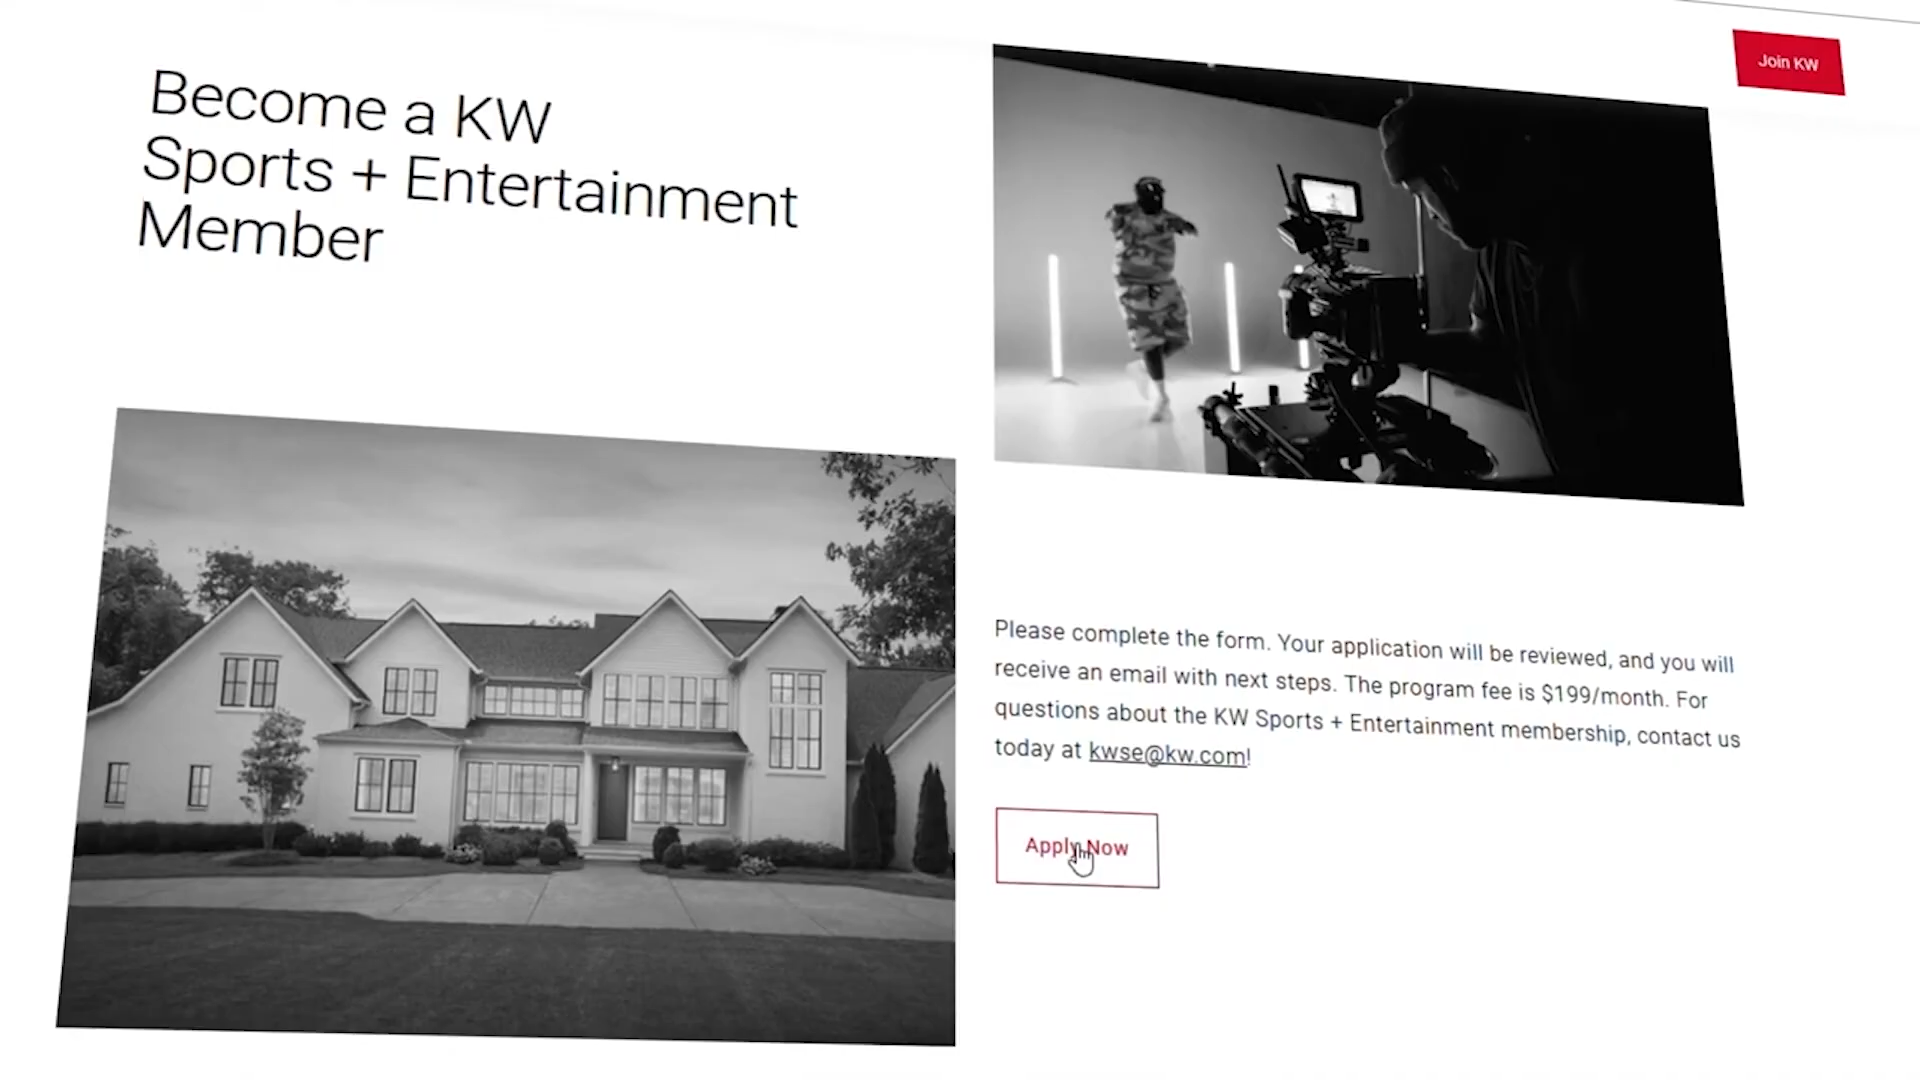 Join KW
Become a KW
Sports + Entertainment
Member
Please complete the form. Your application will be reviewed, and you will
receive an email with next steps. The program fee is $199/month. For
questions about the KW Sports + Entertainment membership, contact us
today at kwse@kw.com!
Apply Now